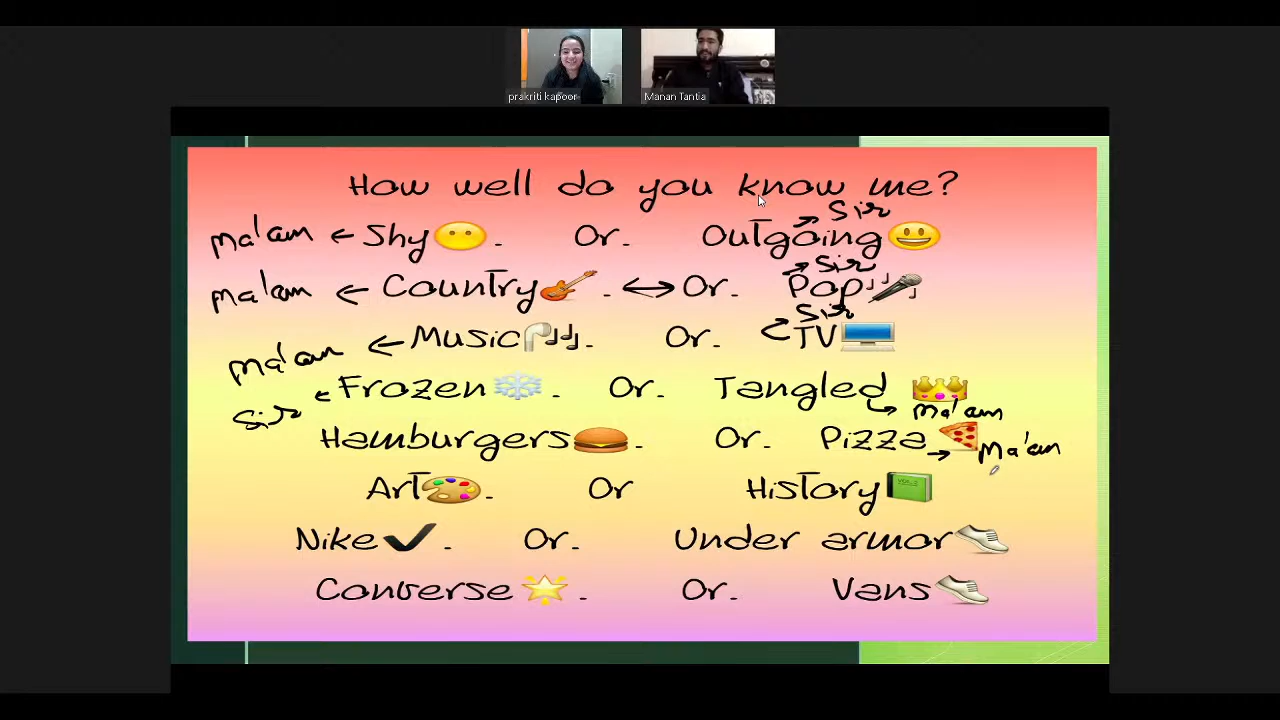 prakriti kapoor
Manan Tantia
How well do you know me?
Sir
Ma'am ← Shy . Or. Outgoing
Sir
Ma'am ← Country . ↔ Or. Pop
Sir
Ma'am ← Music . Or. TV
Sir ← Frozen . Or. Tangled
Ma'am
Hamburgers . Or. Pizza → Ma'am
Art . Or History
Nike . Or. Under armor
Converse . Or. Vans